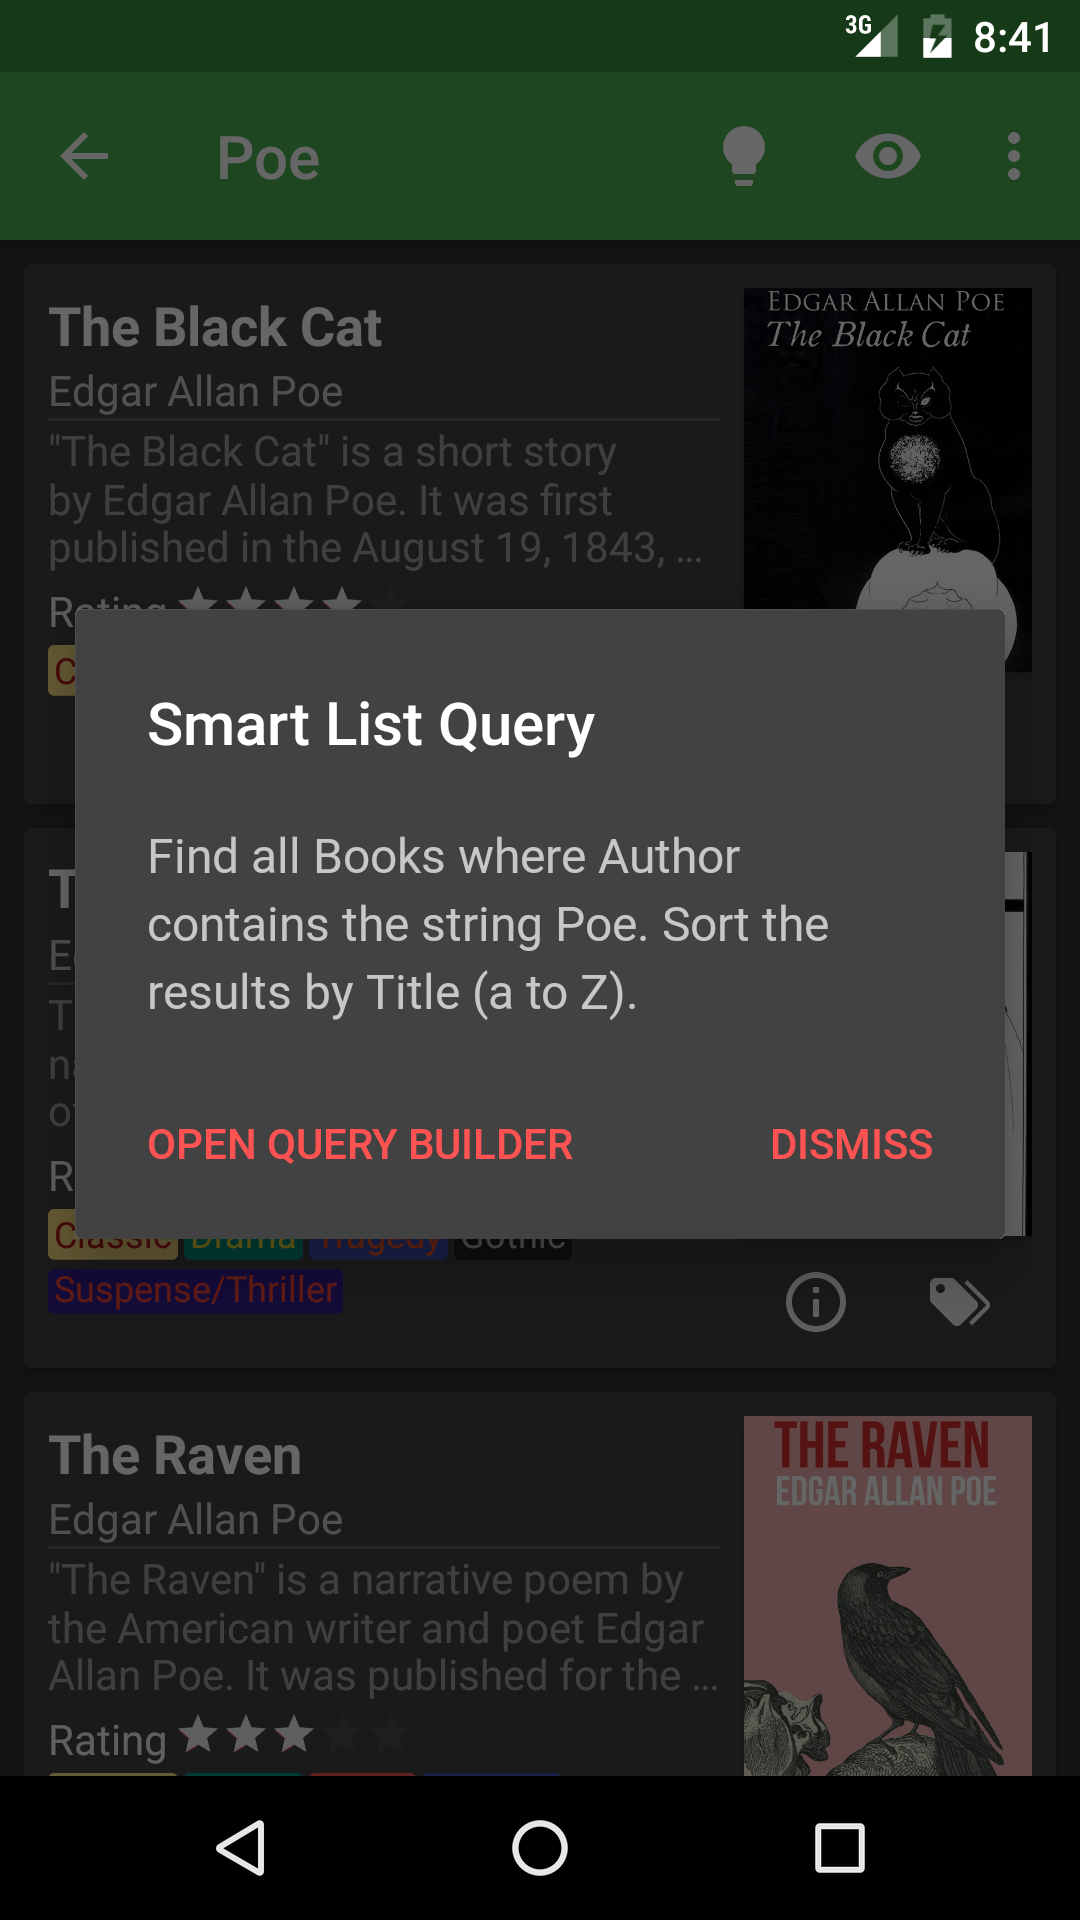 3G 8:41
Poe
The Black Cat
Edgar Allan Poe
"The Black Cat" is a short story
by Edgar Allan Poe. It was first
published in the August 19, 1843, ...
Rating
EDGAR ALLAN POE
The Black Cat
Smart List Query
Find all Books where Author
contains the string Poe. Sort the
results by Title (a to Z).
OPEN QUERY BUILDER DISMISS
Classic Drama Tragedy Gothic
Suspense/Thriller
The Raven
Edgar Allan Poe
"The Raven" is a narrative poem by
the American writer and poet Edgar
Allan Poe. It was published for the ...
Rating
THE RAVEN
EDGAR ALLAN POE